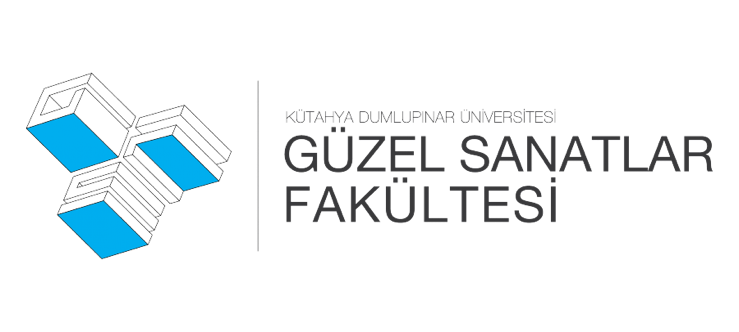 KÜTAHYA DUMLUPINAR ÜNİVERSİTESİ
GÜZEL SANATLAR
FAKÜLTESİ